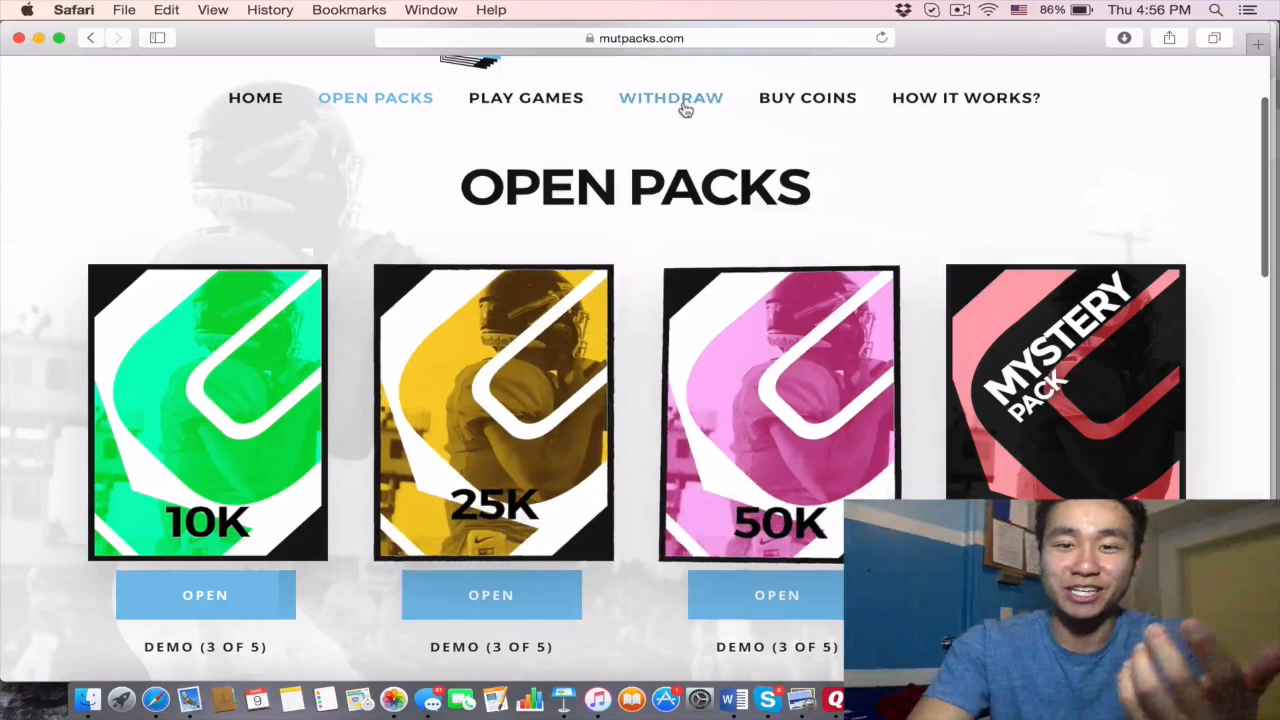 Safari File Edit View History Bookmarks Window Help 86% Thu 4:56 PM
mutpacks.com
HOME OPEN PACKS PLAY GAMES WITHDRAW BUY COINS HOW IT WORKS?
OPEN PACKS
MYSTERY
PACK
10K 25K 50K
OPEN OPEN OPEN
DEMO (3 OF 5) DEMO (3 OF 5) DEMO (3 OF 5)